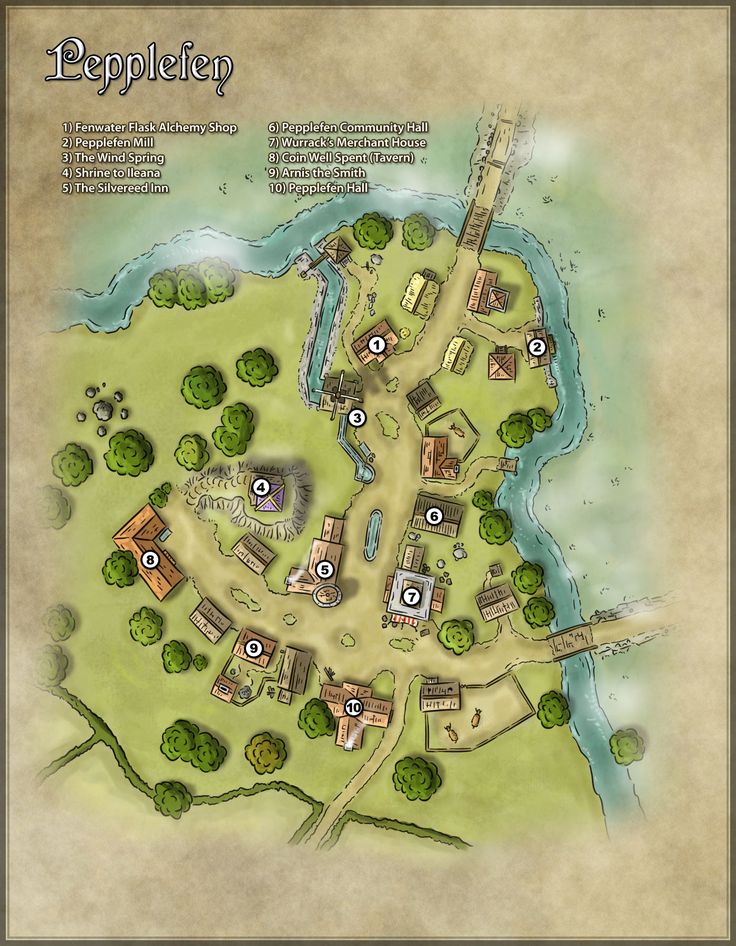 Pepplefen
1) Fenwater Flask Alchemy Shop
2) Pepplefen Mill
3) The Wind Spring
4) Shrine to Ileana
5) The Silvereed Inn
6) Pepplefen Community Hall
7) Wurrack's Merchant House
8) Coin Well Spent (Tavern)
9) Arnis the Smith
10) Pepplefen Hall
1
2
3
4
6
8
5
7
9
10